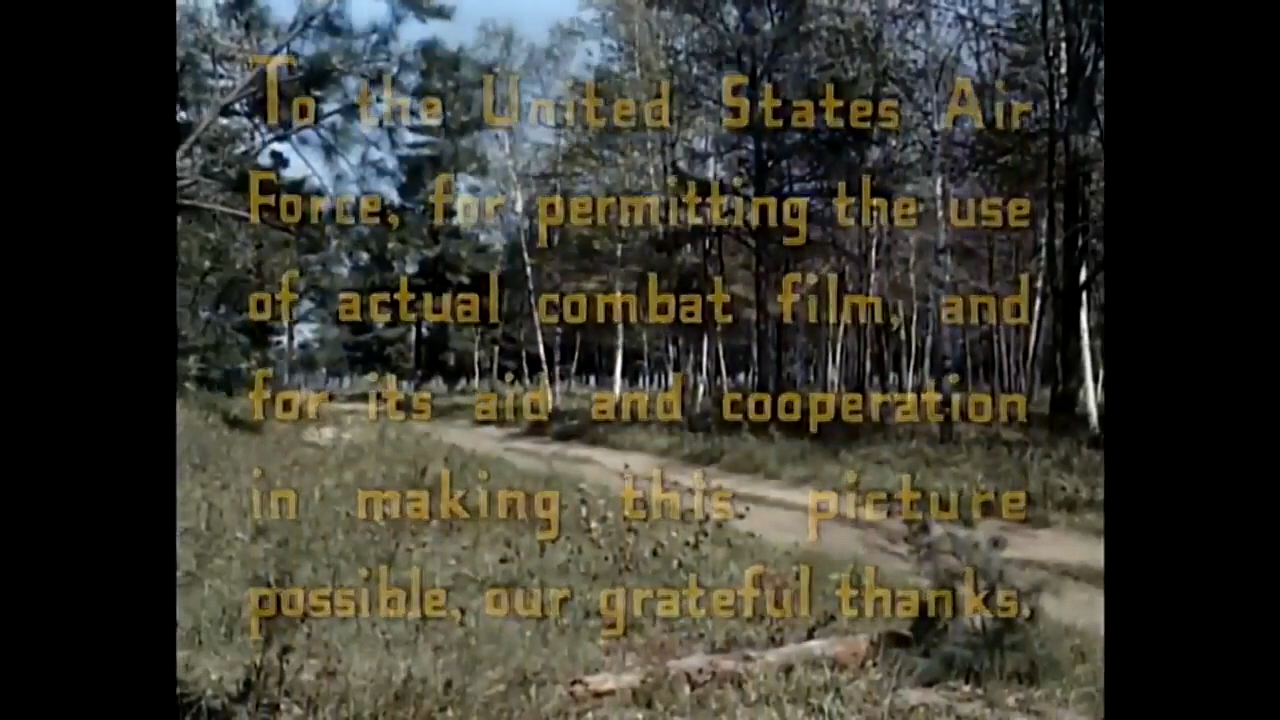 To the United States Air
Force, for permitting the use
of actual combat film, and
for its aid and cooperation
in making this picture
possible, our grateful thanks.